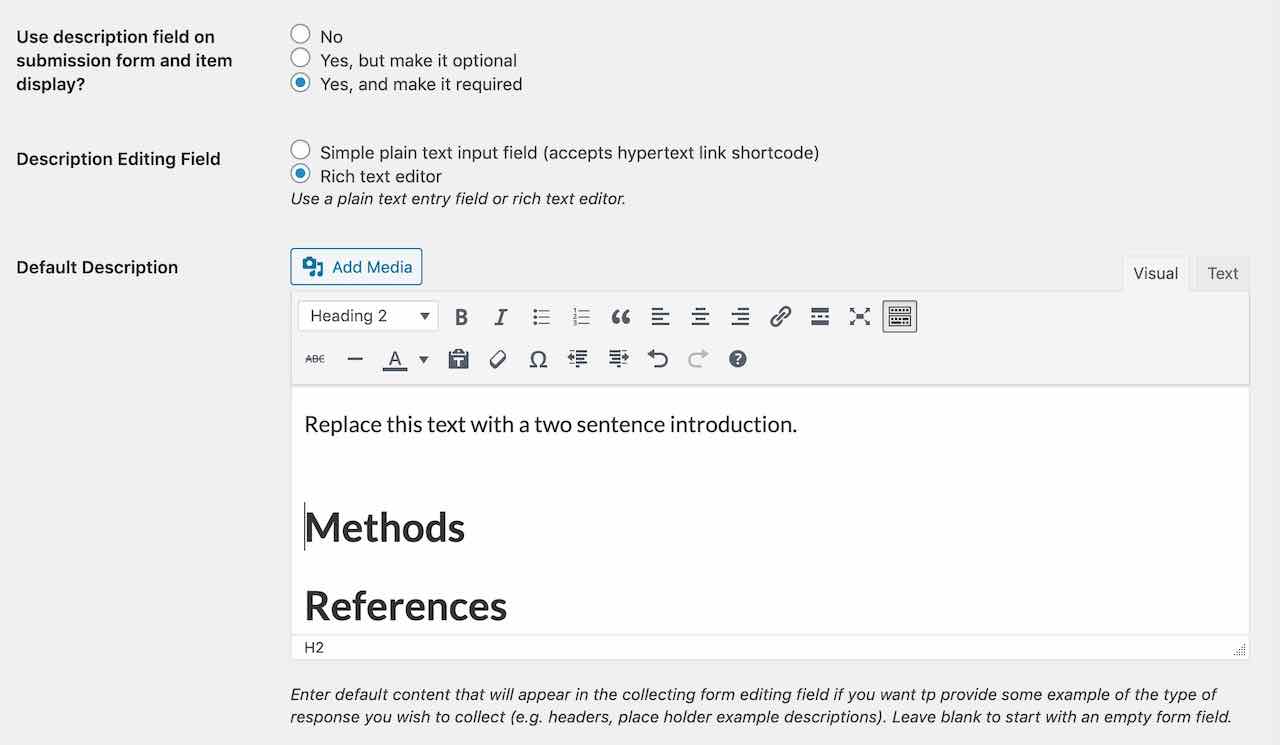 Use description field on
submission form and item
display?
No
Yes, but make it optional
Yes, and make it required
Description Editing Field
Simple plain text input field (accepts hypertext link shortcode)
Rich text editor
Use a plain text entry field or rich text editor.
Default Description
Add Media
Visual
Text
Heading 2
B
I
ABC
A
Ω
Replace this text with a two sentence introduction.
Methods
References
H2
Enter default content that will appear in the collecting form editing field if you want tp provide some example of the type of
response you wish to collect (e.g. headers, place holder example descriptions). Leave blank to start with an empty form field.